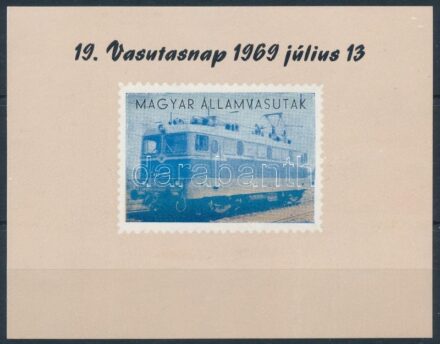 19. Vasutasnap 1969 július 13
MAGYAR ÁLLAMVASUTAK
darabanth